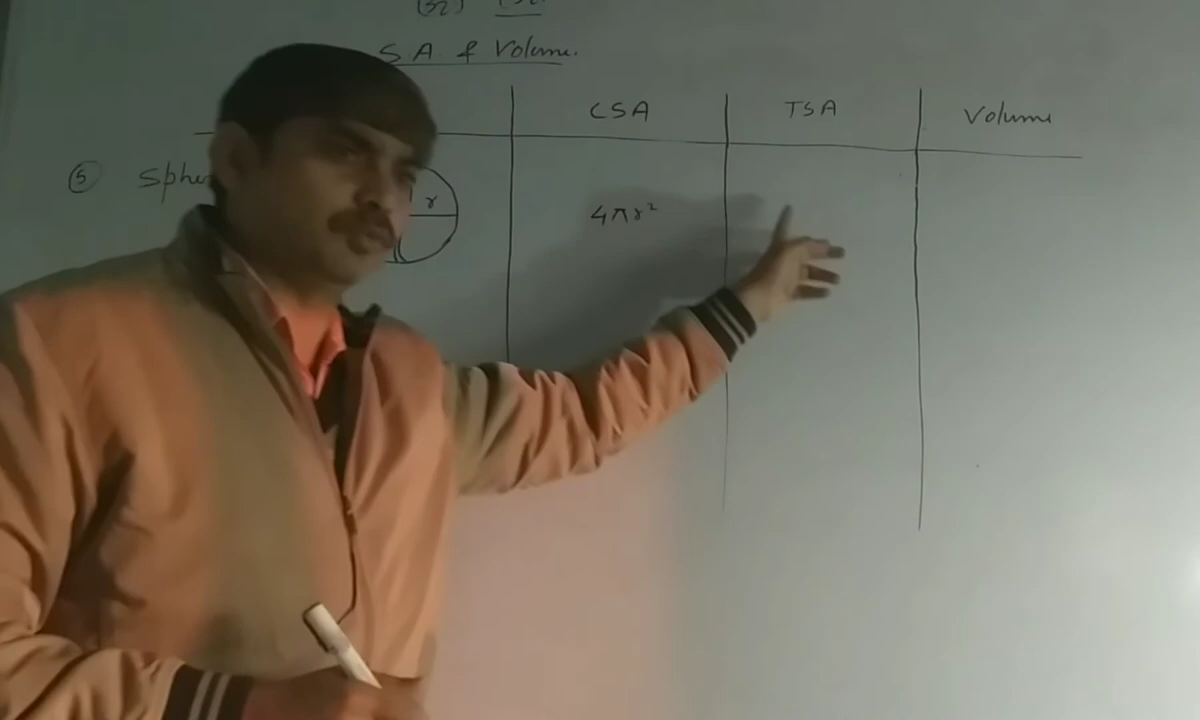 S.A. & Volume.
CSA TSA Volume
⑤ Sphe
r 4πr²